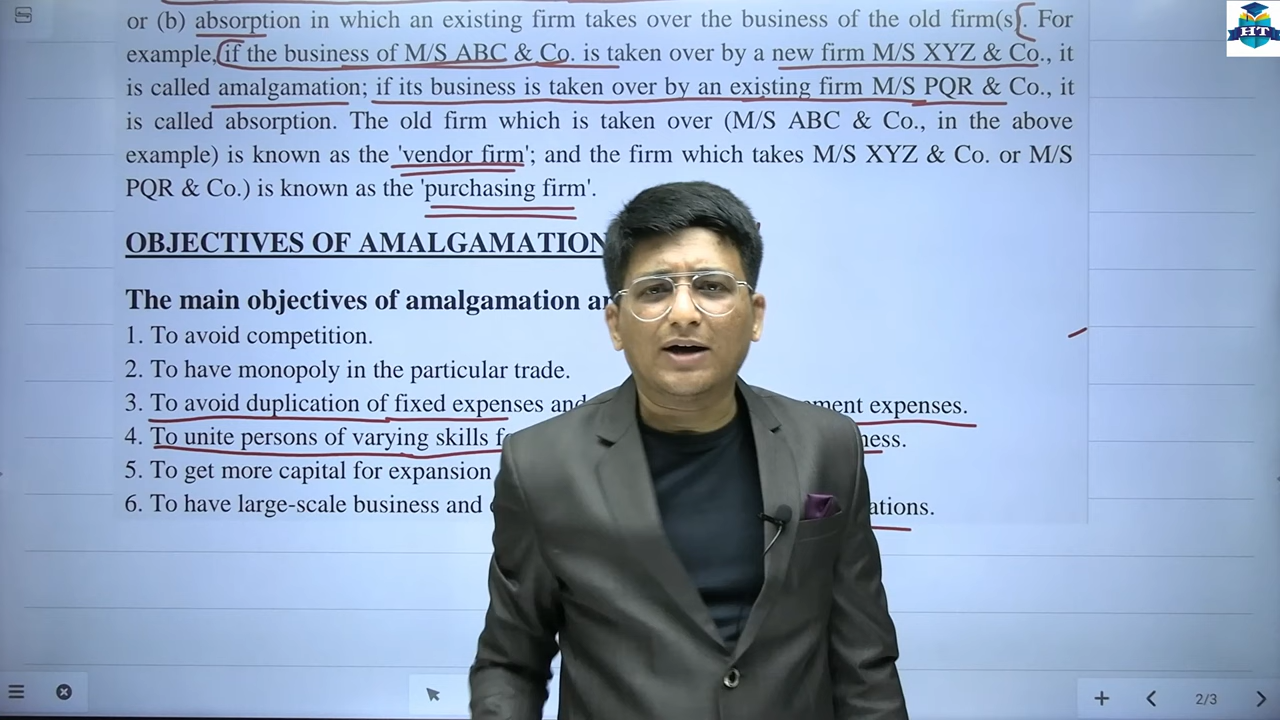 or (b) absorption in which an existing firm takes over the business of the old firm(s). For
example, if the business of M/S ABC & Co. is taken over by a new firm M/S XYZ & Co., it
is called amalgamation; if its business is taken over by an existing firm M/S PQR & Co., it
is called absorption. The old firm which is taken over (M/S ABC & Co., in the above
example) is known as the 'vendor firm'; and the firm which takes M/S XYZ & Co. or M/S
PQR & Co.) is known as the 'purchasing firm'.
OBJECTIVES OF AMALGAMATION
The main objectives of amalgamation
1. To avoid competition.
2. To have monopoly in the particular trade.
3. To avoid duplication of fixed expenses and expenses.
4. To unite persons of varying skills
5. To get more capital for expansion
6. To have large-scale business and
2/3
HT